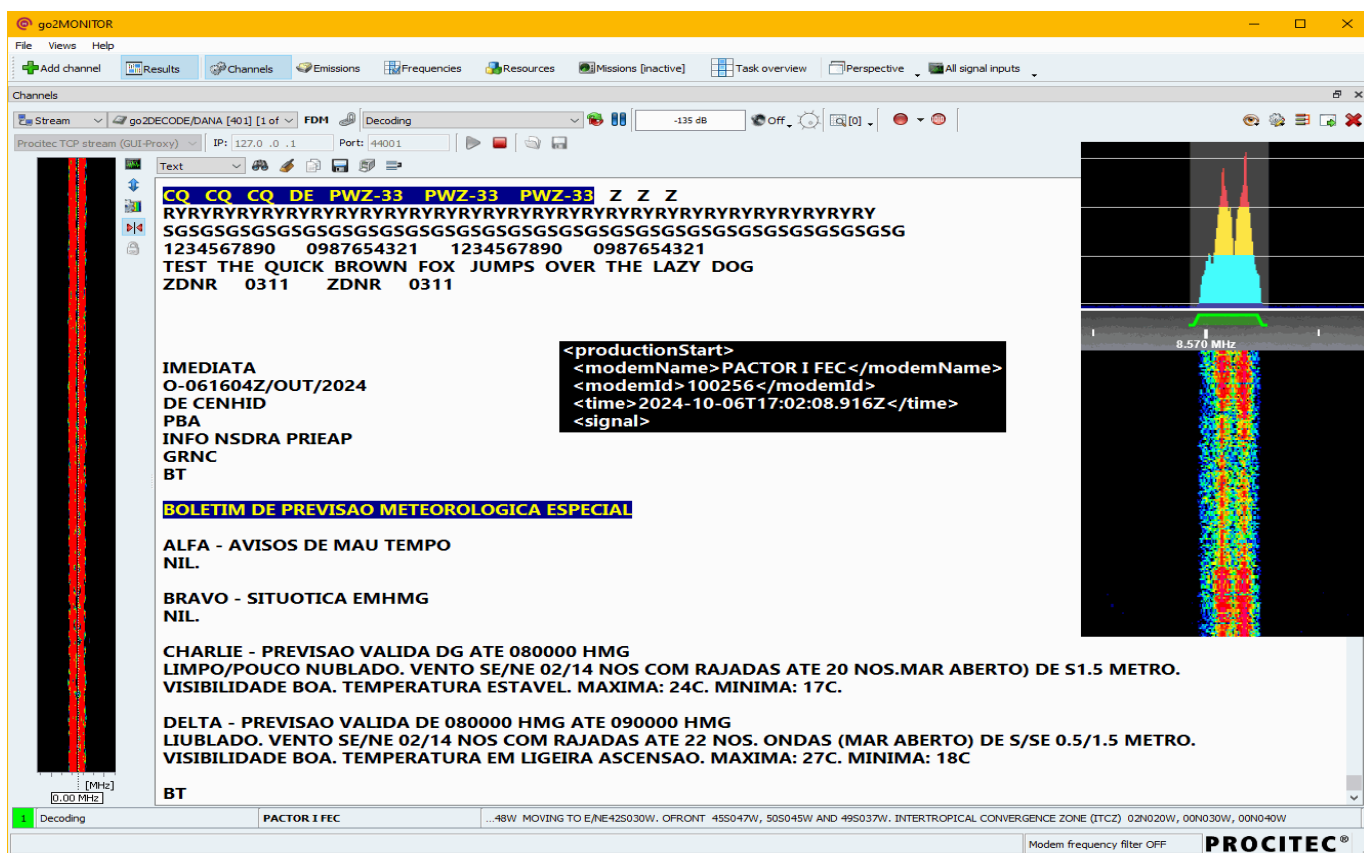 go2MONITOR
File Views Help
Add channel Results Channels Emissions Frequencies Resources Missions [inactive] Task overview Perspective All signal inputs
Channels
Stream go2DECODE/DANA [401] [1 of FDM Decoding -135 dB Off [0]
Procitec TCP stream (GUI-Proxy) IP: 127.0 .0 .1 Port: 44001
Text
CQ CQ CQ DE PWZ-33 PWZ-33 PWZ-33 Z Z Z
RYRYRYRYRYRYRYRYRYRYRYRYRYRYRYRYRYRYRYRYRYRYRYRYRYRYRYRYRY
SGSGSGSGSGSGSGSGSGSGSGSGSGSGSGSGSGSGSGSGSGSGSGSGSGSGSGSGSGSG
1234567890 0987654321 1234567890 0987654321
TEST THE QUICK BROWN FOX JUMPS OVER THE LAZY DOG
ZDNR 0311 ZDNR 0311
8.570 MHz
<productionStart>
<modemName>PACTOR I FEC</modemName>
<modemId>100256</modemId>
<time>2024-10-06T17:02:08.916Z</time>
<signal>
IMEDIATA
O-061604Z/OUT/2024
DE CENHID
PBA
INFO NSDRA PRIEAP
GRNC
BT
BOLETIM DE PREVISAO METEOROLOGICA ESPECIAL
ALFA - AVISOS DE MAU TEMPO
NIL.
BRAVO - SITUOTICA EMHMG
NIL.
CHARLIE - PREVISAO VALIDA DG ATE 080000 HMG
LIMPO/POUCO NUBLADO. VENTO SE/NE 02/14 NOS COM RAJADAS ATE 20 NOS.MAR ABERTO) DE S1.5 METRO.
VISIBILIDADE BOA. TEMPERATURA ESTAVEL. MAXIMA: 24C. MINIMA: 17C.
DELTA - PREVISAO VALIDA DE 080000 HMG ATE 090000 HMG
LIUBLADO. VENTO SE/NE 02/14 NOS COM RAJADAS ATE 22 NOS. ONDAS (MAR ABERTO) DE S/SE 0.5/1.5 METRO.
VISIBILIDADE BOA. TEMPERATURA EM LIGEIRA ASCENSAO. MAXIMA: 27C. MINIMA: 18C
BT
[MHz]
0.00 MHz
1 Decoding PACTOR I FEC ...48W MOVING TO E/NE42S030W. OFRONT 45S047W, 50S045W AND 49S037W. INTERTROPICAL CONVERGENCE ZONE (ITCZ) 02N020W, 00N030W, 00N040W
Modem frequency filter OFF PROCITEC®